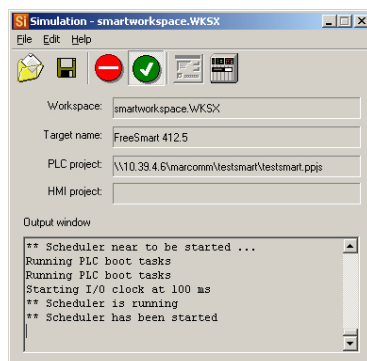 Si Simulation - smartworkspace.WKSX
File Edit Help
Workspace: smartworkspace.WKSX
Target name: FreeSmart 412.5
PLC project: \\10.39.4.6\marcomm\testsmart\testsmart.ppjs
HMI project:
Output window
** Scheduler near to be started ...
Running PLC boot tasks
Running PLC boot tasks
Starting I/O clock at 100 ms
** Scheduler is running
** Scheduler has been started